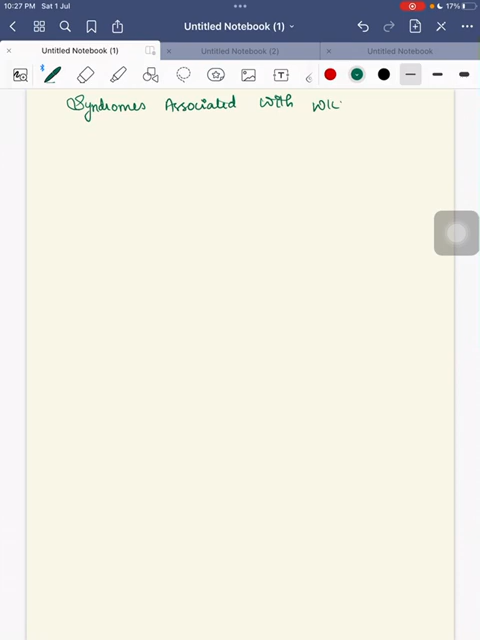 10:27 PM Sat 1 Jul 17%
Untitled Notebook (1)
Untitled Notebook (1) Untitled Notebook (2) Untitled Notebook
Syndromes Associated with